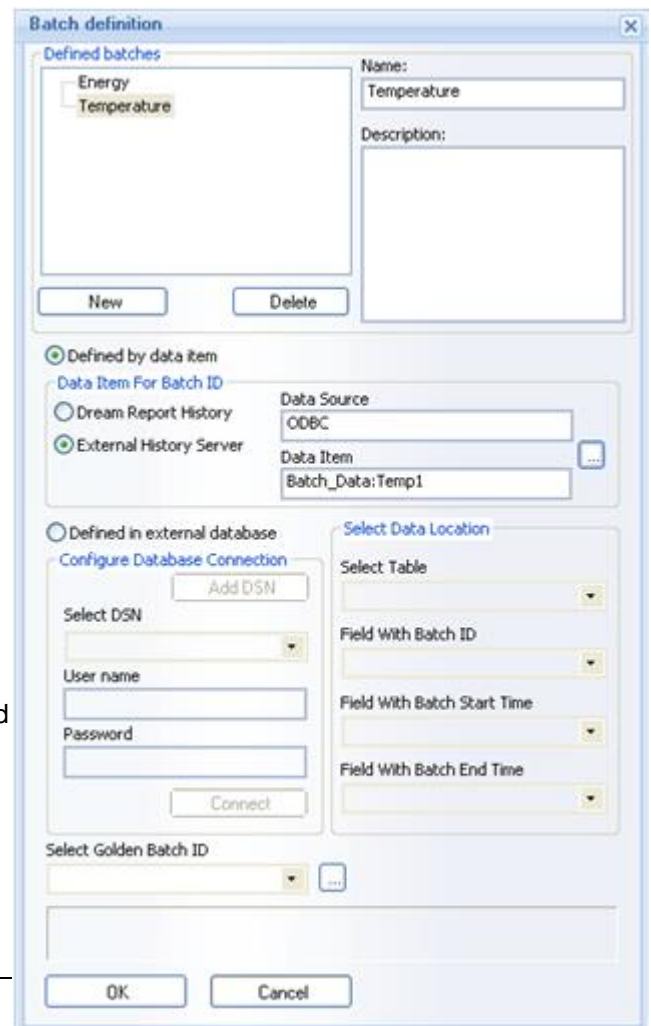 Batch definition
Defined batches
Energy
Temperature
Name:
Temperature
Description:
New
Delete
Defined by data item
Data Item For Batch ID
Dream Report History
External History Server
Data Source
ODBC
Data Item
Batch_Data:Temp1
...
Defined in external database
Configure Database Connection
Add DSN
Select DSN
User name
Password
Connect
Select Data Location
Select Table
Field With Batch ID
Field With Batch Start Time
Field With Batch End Time
d
Select Golden Batch ID
...
OK
Cancel